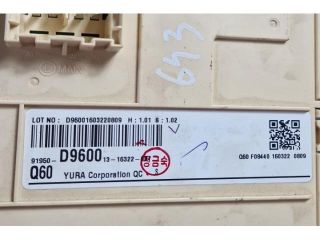 643
LOT NO : D96001603220809 H : 1.01 S : 1.02
91950- D9600 13-16322-
Q60 YURA Corporation QC
Q60 F08440 160322 0809